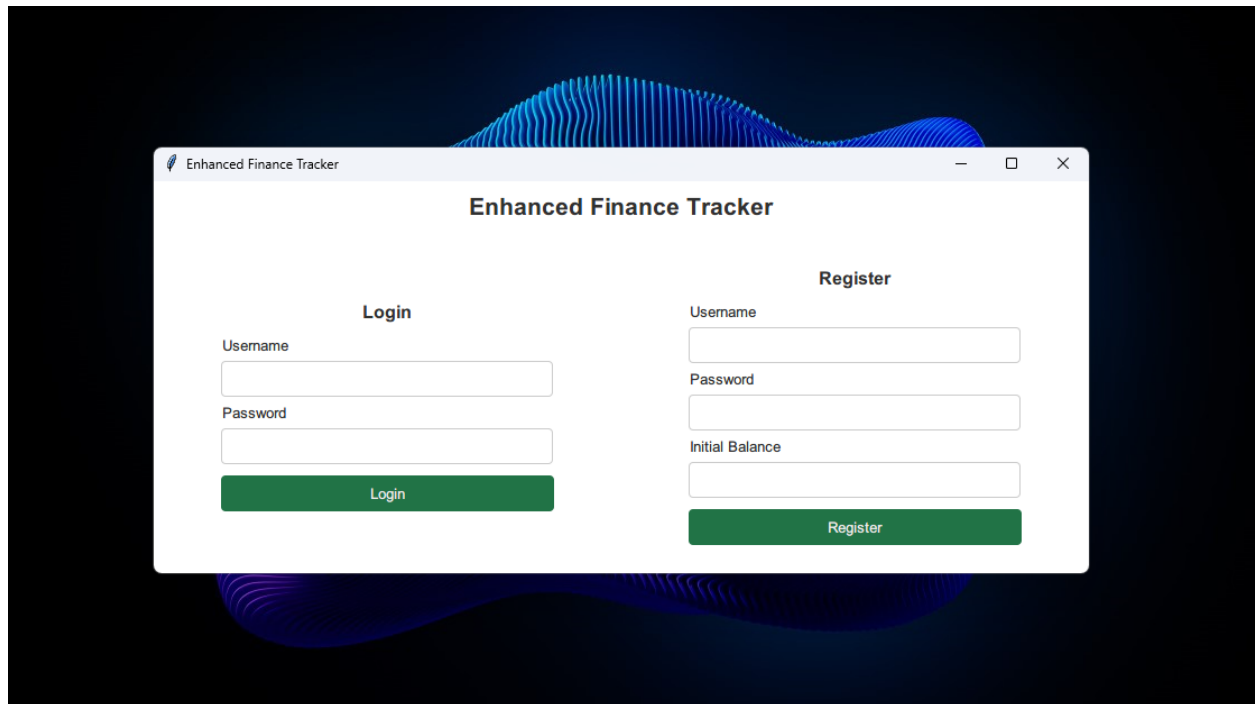 Enhanced Finance Tracker
Enhanced Finance Tracker
Login
Username
Password
Login
Register
Username
Password
Initial Balance
Register